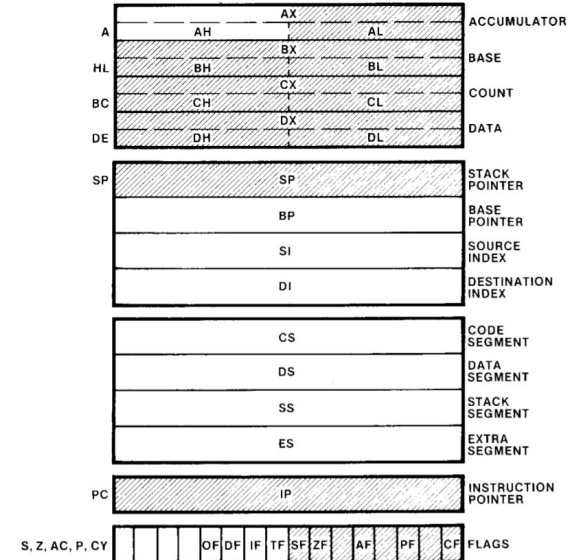 AX
ACCUMULATOR
A AH AL
BX
BASE
HL BH BL
CX
COUNT
BC CH CL
DX
DATA
DE DH DL
SP SP STACK
POINTER
BP BASE
POINTER
SI SOURCE
INDEX
DI DESTINATION
INDEX
CS CODE
SEGMENT
DS DATA
SEGMENT
SS STACK
SEGMENT
ES EXTRA
SEGMENT
PC IP INSTRUCTION
POINTER
S, Z, AC, P, CY OF DF IF TF SF ZF AF PF CF FLAGS